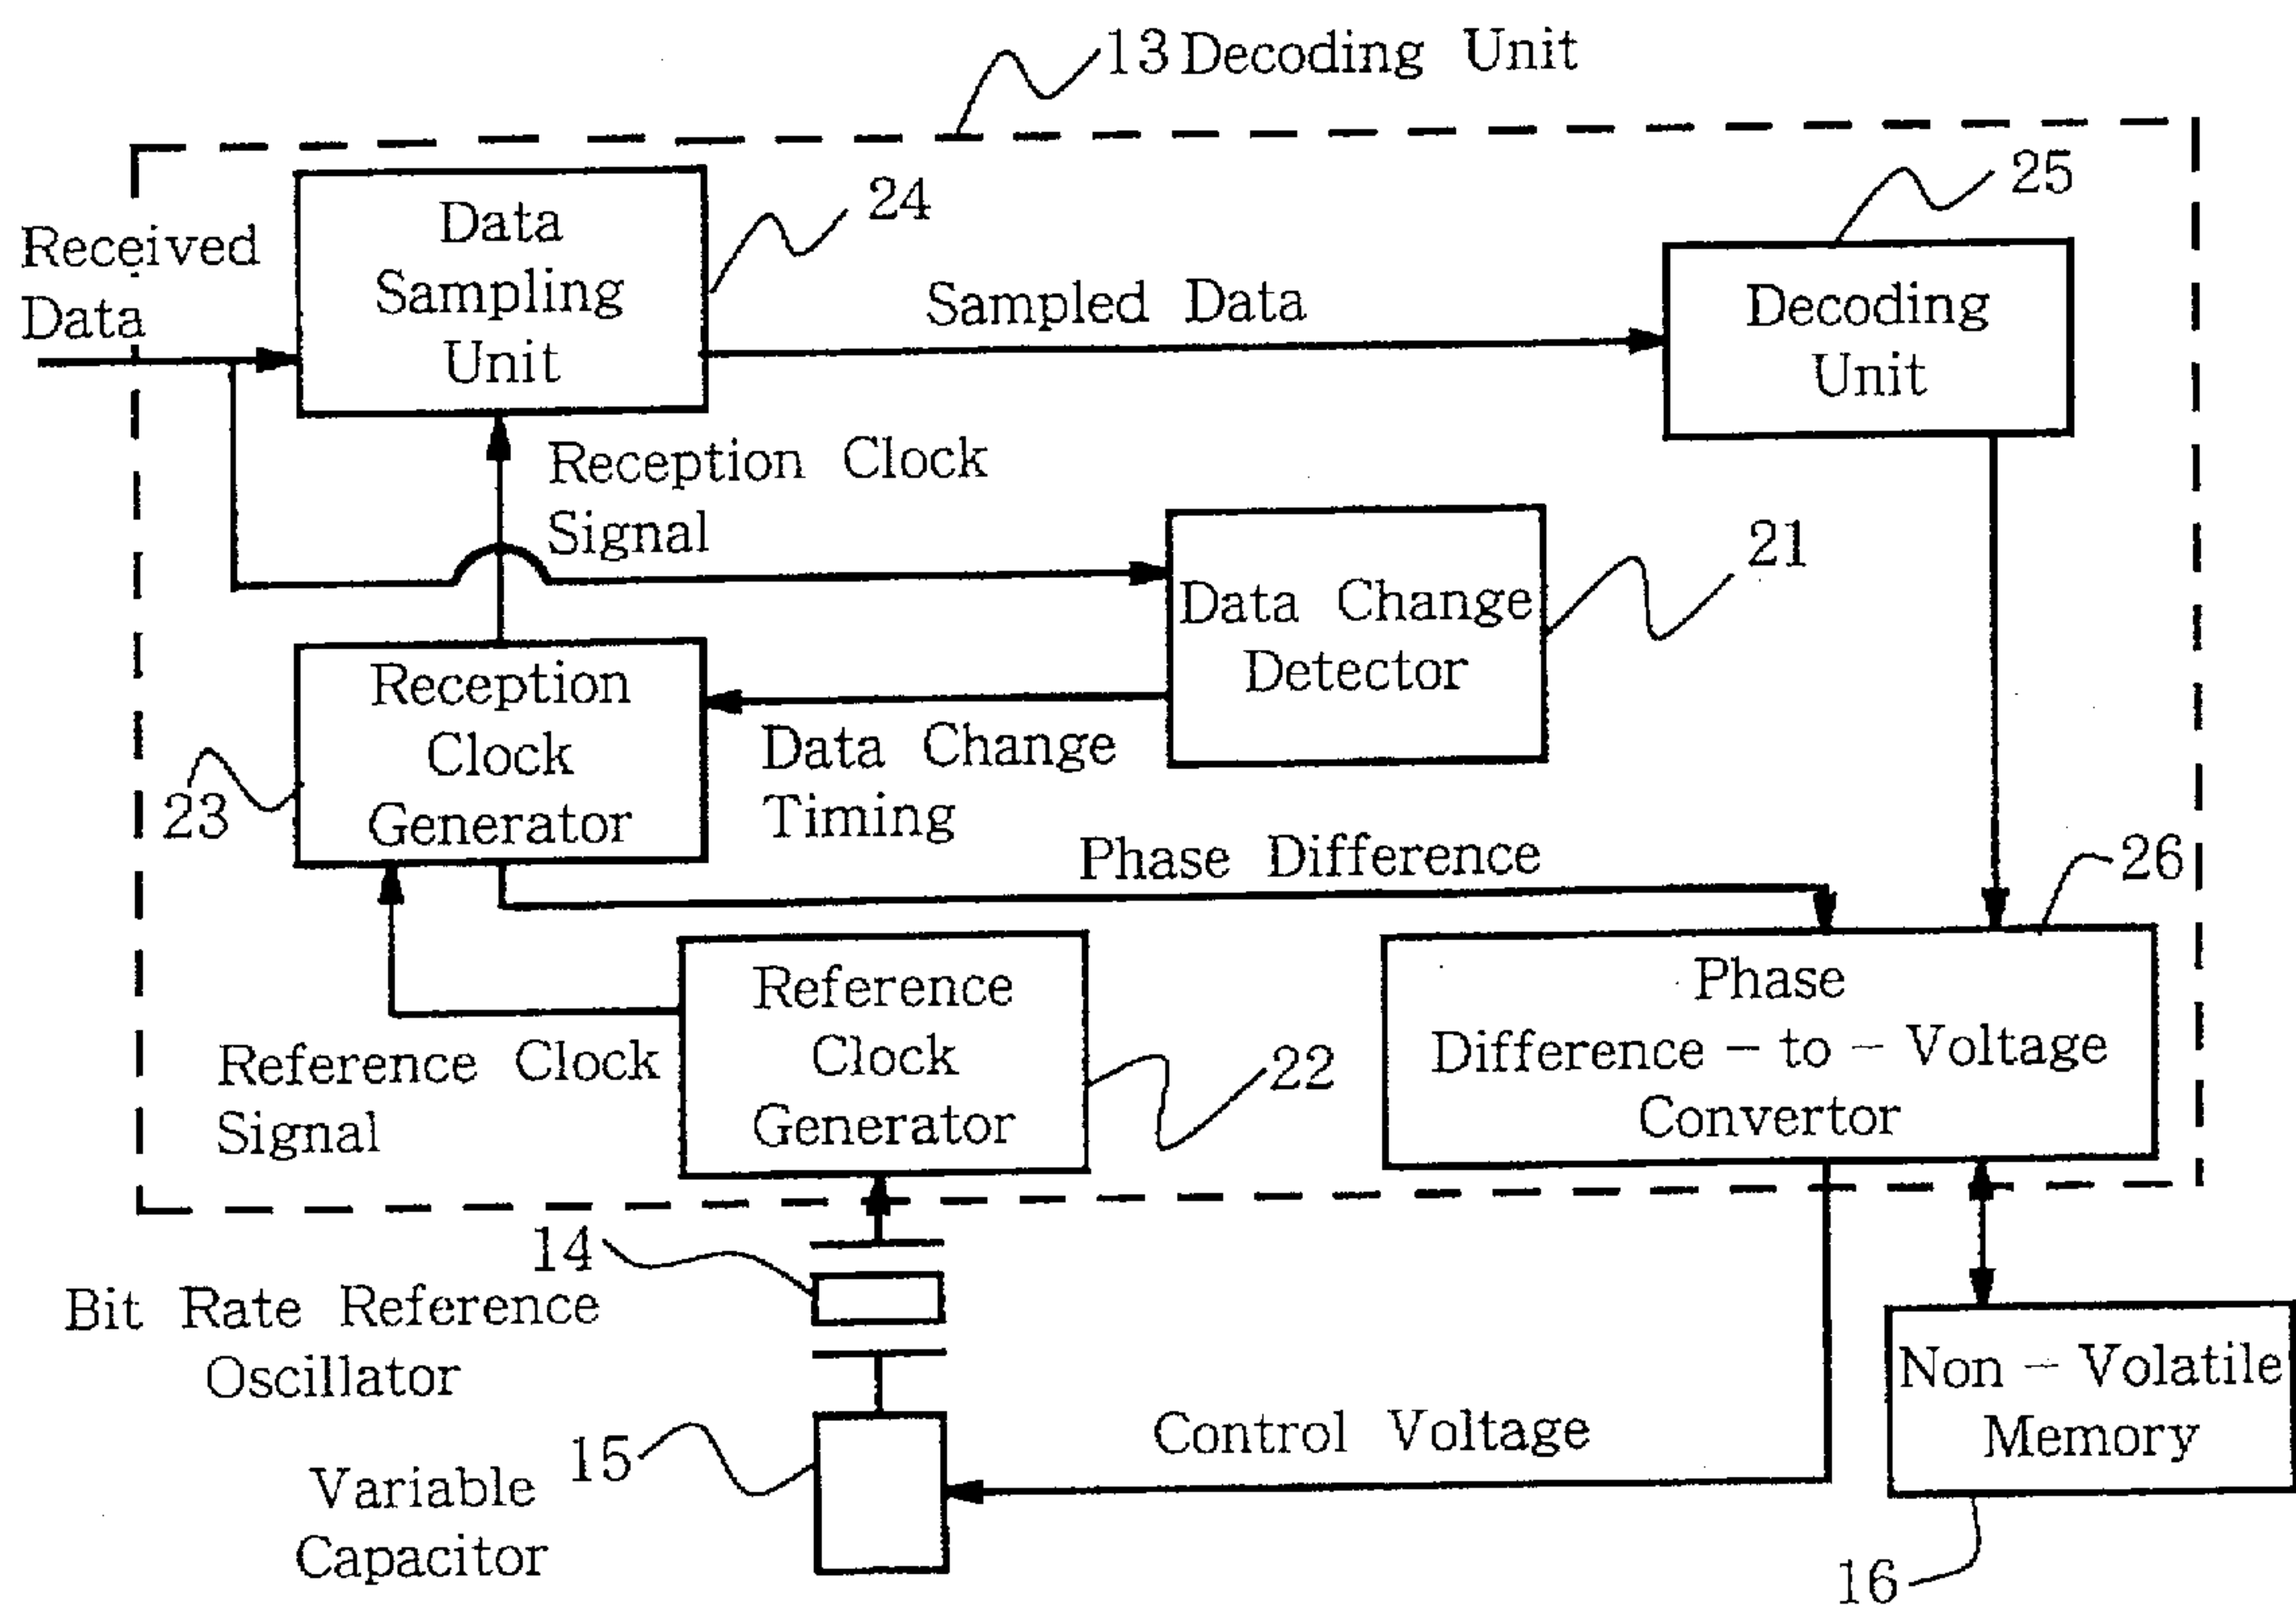 13 Decoding Unit
Received
Data
Data
Sampling
Unit
24
Sampled Data
25
Decoding
Unit
Reception Clock
Signal
21
Data Change
Detector
Reception
Clock
Generator
23
Data Change
Timing
Phase Difference
26
Reference
Clock
Generator
22
Reference Clock
Signal
Phase
Difference - to - Voltage
Convertor
14
Bit Rate Reference
Oscillator
15
Variable
Capacitor
Control Voltage
Non - Volatile
Memory
16